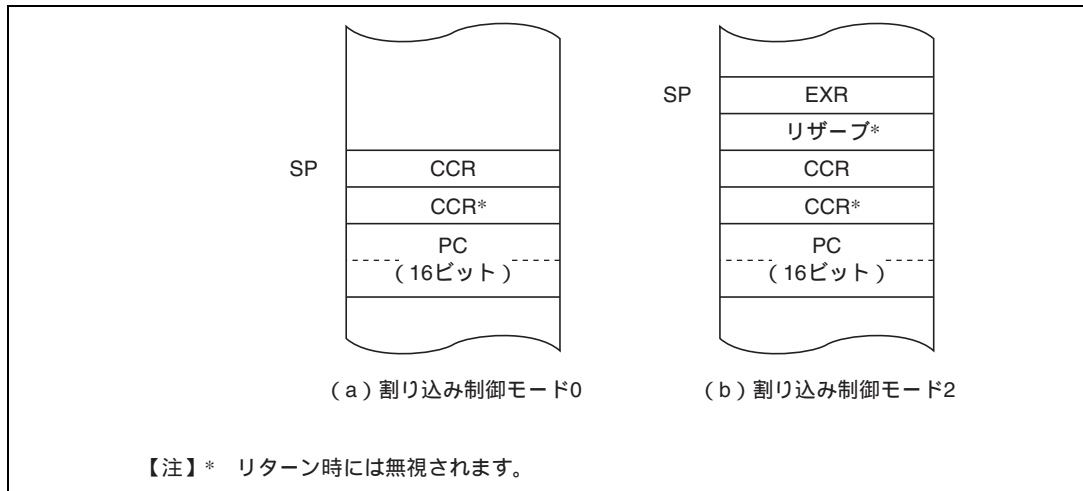 SP
CCR
CCR*
PC
（16ビット）
（a）割り込み制御モード0
SP
EXR
リザーブ*
CCR
CCR*
PC
（16ビット）
（b）割り込み制御モード2
【注】* リターン時には無視されます。